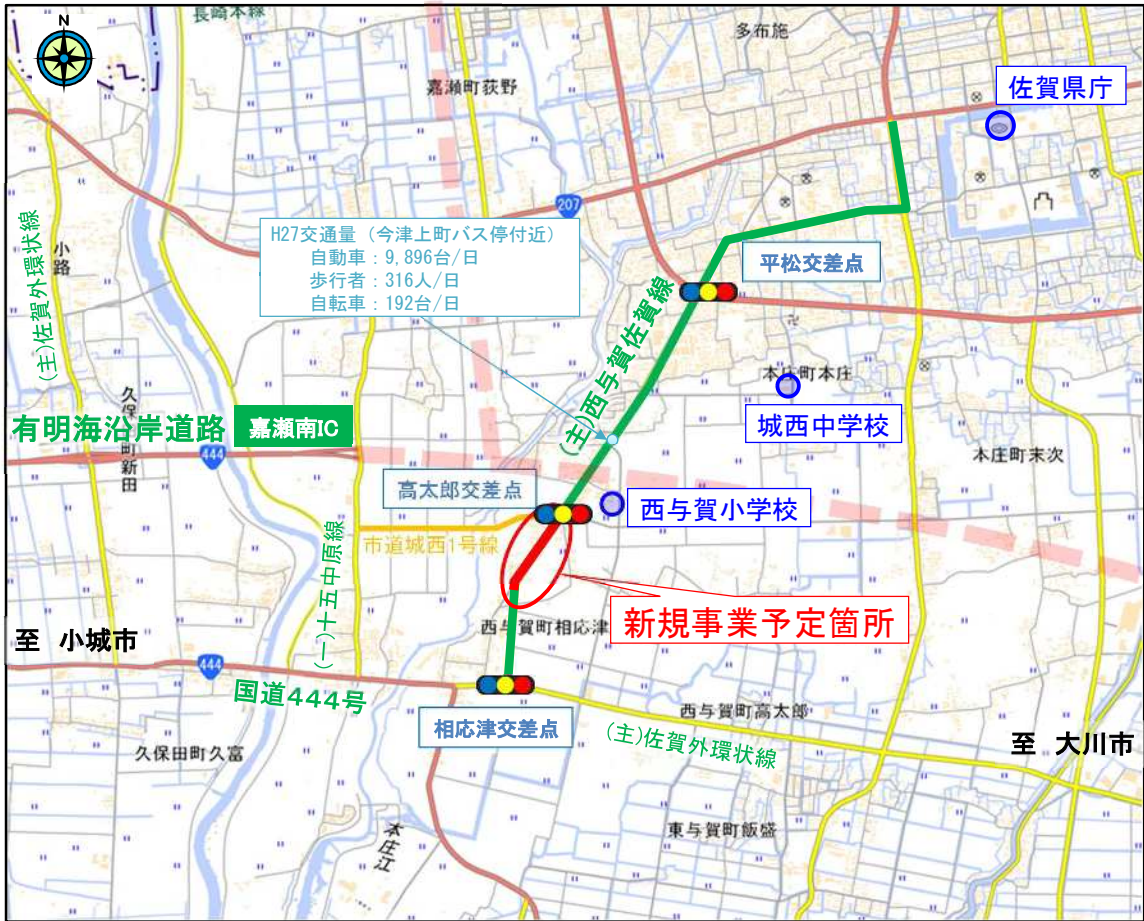 N
長崎本線
多布施
嘉瀬町荻野
佐賀県庁
207
H27交通量（今津上町バス停付近）
自動車：9,896台/日
歩行者：316人/日
自転車：192台/日
(主)佐賀外環状線
小路
平松交差点
(主)西与賀佐賀線
本庄町本庄
城西中学校
久保田町新田
有明海沿岸道路
嘉瀬南IC
444
本庄町末次
高太郎交差点
西与賀小学校
市道城西1号線
(一)十五中原線
新規事業予定箇所
西与賀町相応津
至 小城市
444
国道444号
西与賀町高太郎
相応津交差点
(主)佐賀外環状線
至 大川市
久保田町久富
東与賀町飯盛
本庄江